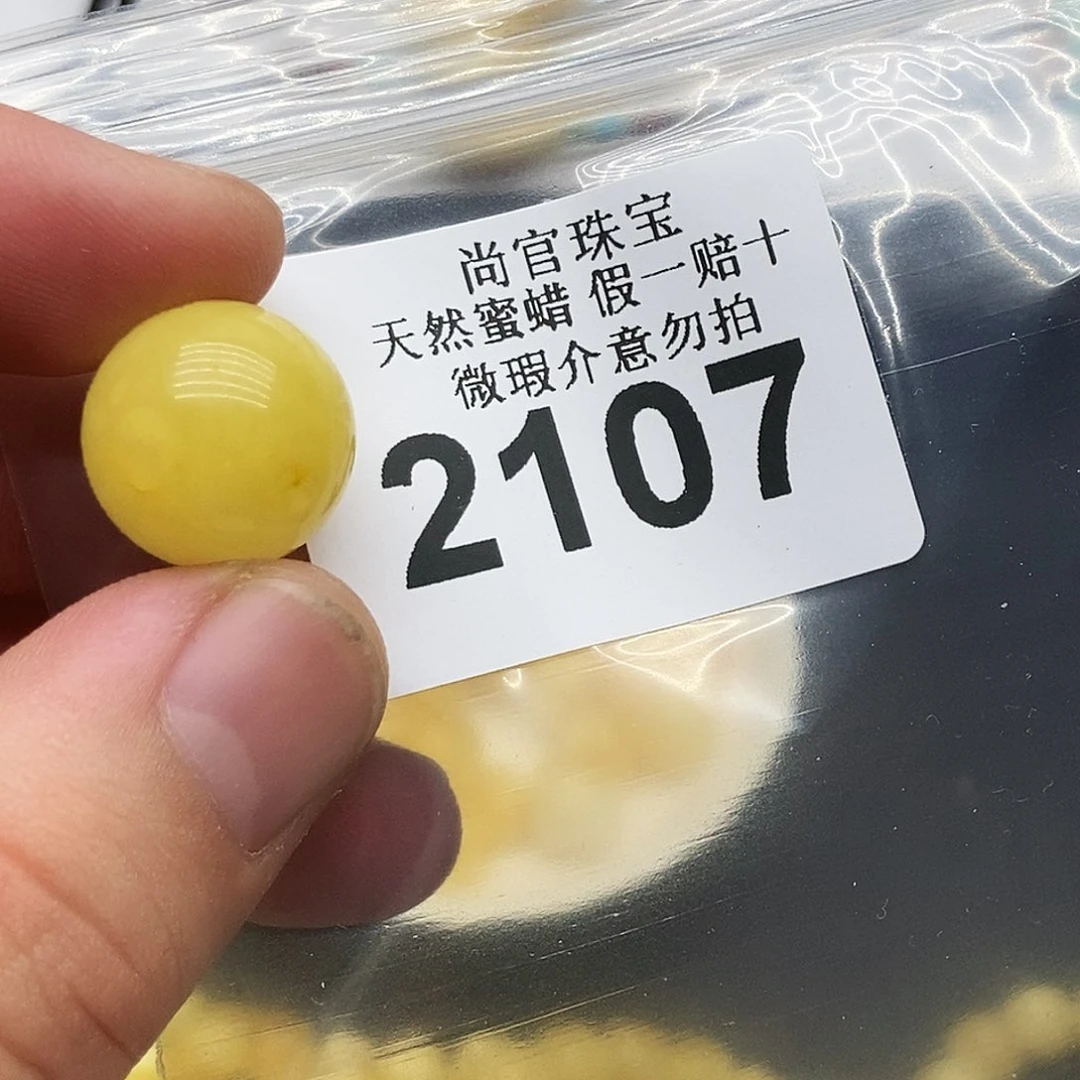 尚官珠宝
天然蜜蜡 假一赔十
微瑕介意勿拍
2107